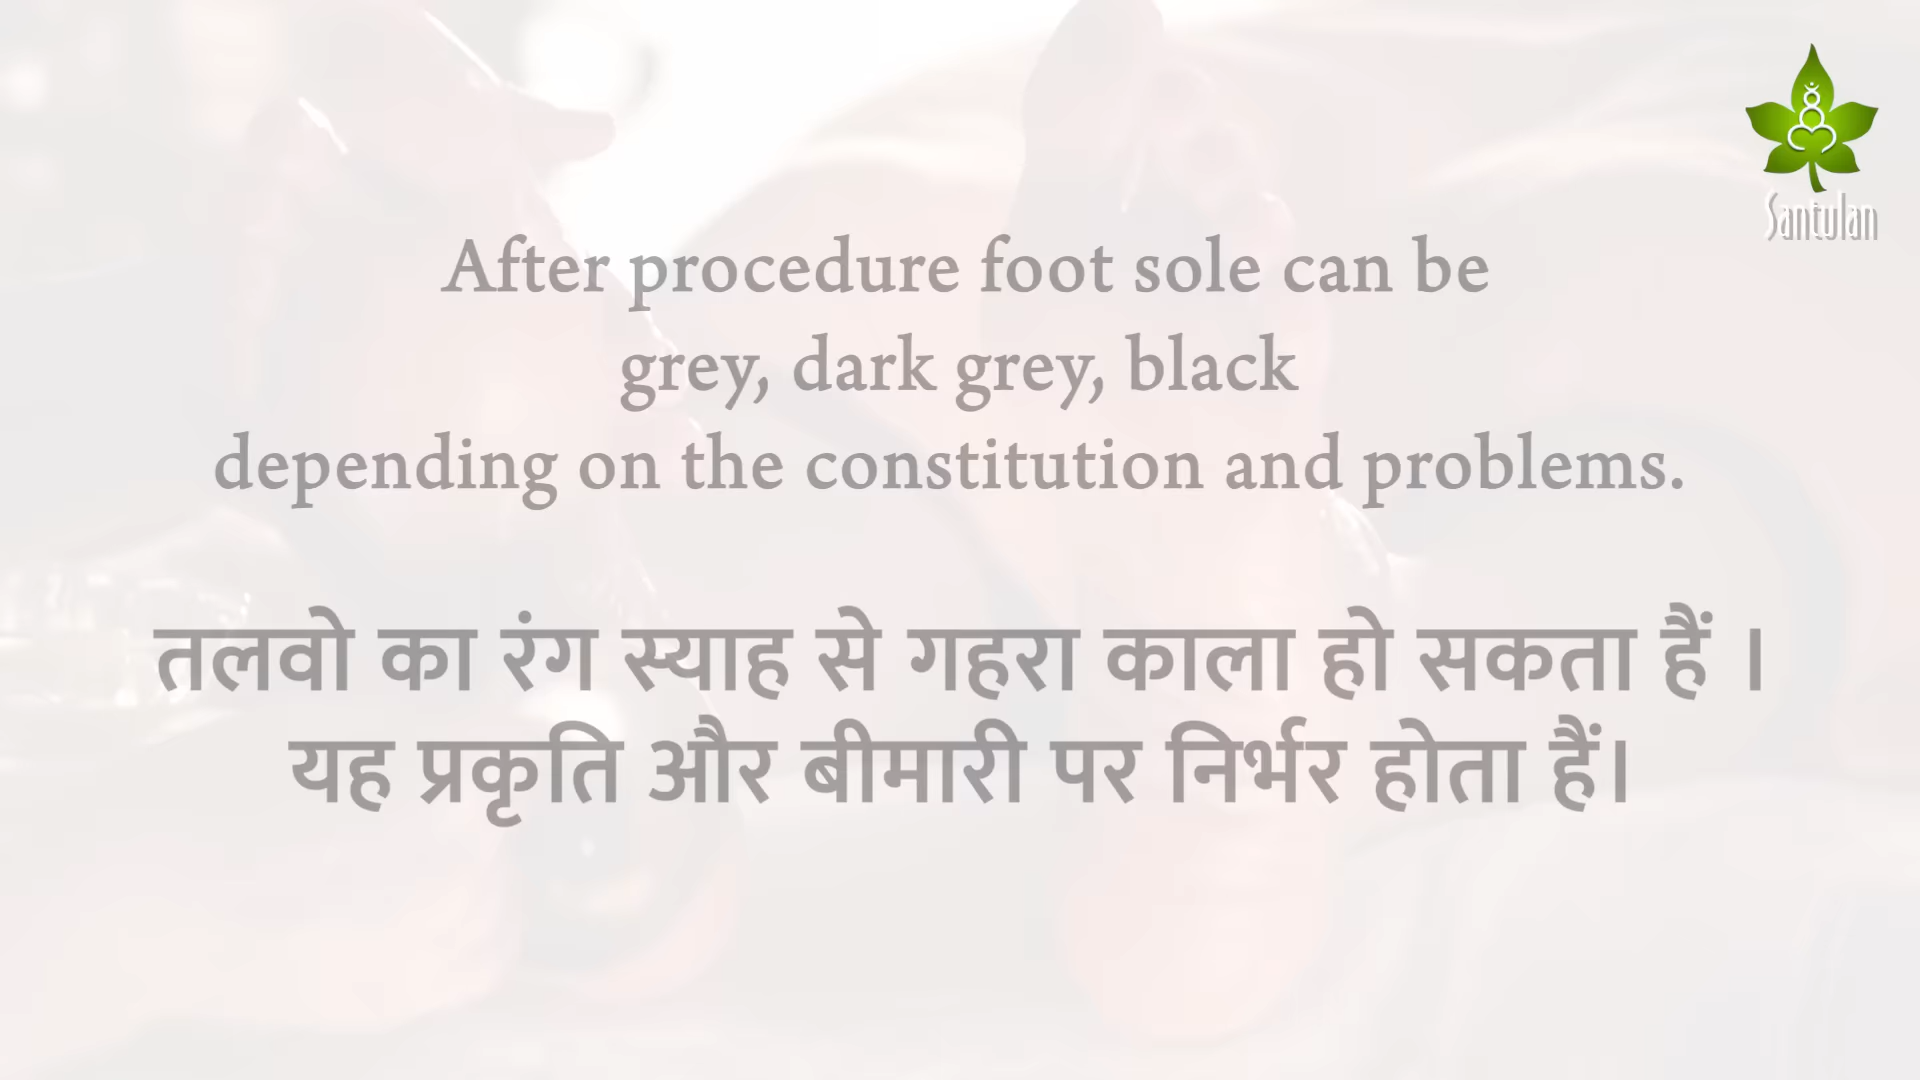 Santulan
After procedure foot sole can be
grey, dark grey, black
depending on the constitution and problems.
तलवो का रंग स्याह से गहरा काला हो सकता हैं ।
यह प्रकृति और बीमारी पर निर्भर होता हैं।